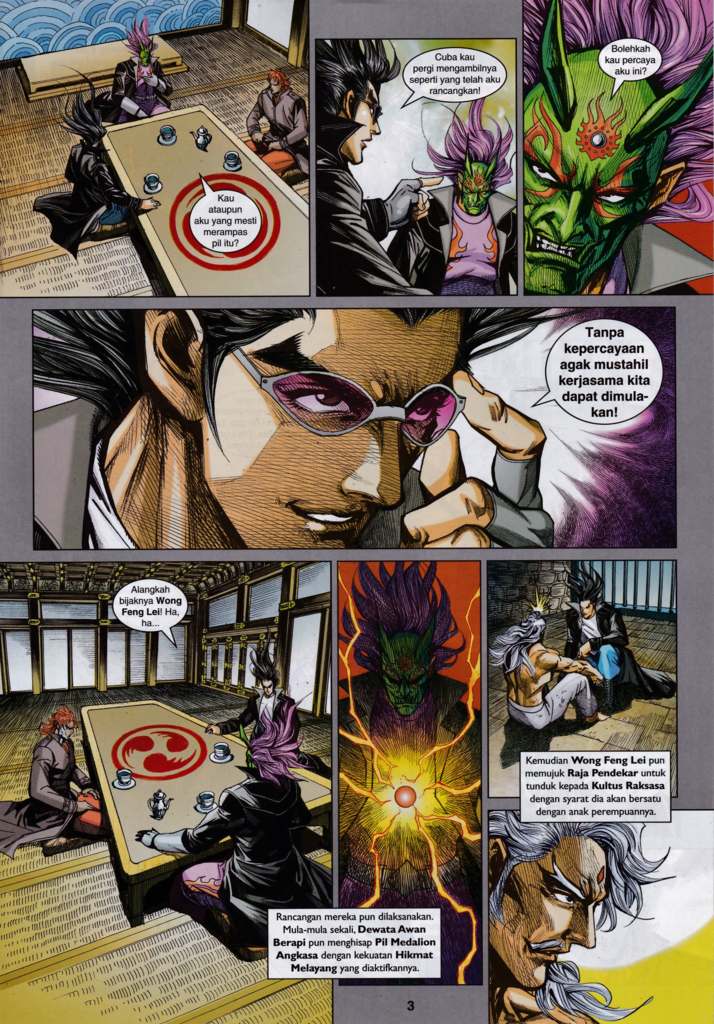 Kau
ataupun
aku yang mesti
merampas
pil itu?
Cuba kau
pergi mengambilnya
seperti yang telah aku
rancangkan!
Bolehkah
kau percaya
aku ini?
Tanpa
kepercayaan
agak mustahil
kerjasama kita
dapat dimula-
kan!
Alangkah
bijaknya Wong
Feng Lei! Ha,
ha...
Rancangan mereka pun dilaksanakan.
Mula-mula sekali, Dewata Awan
Berapi pun menghisap Pil Medalion
Angkasa dengan kekuatan Hikmat
Melayang yang diaktifkannya.
Kemudian Wong Feng Lei pun
memujuk Raja Pendekar untuk
tunduk kepada Kultus Raksasa
dengan syarat dia akan bersatu
dengan anak perempuannya.
3